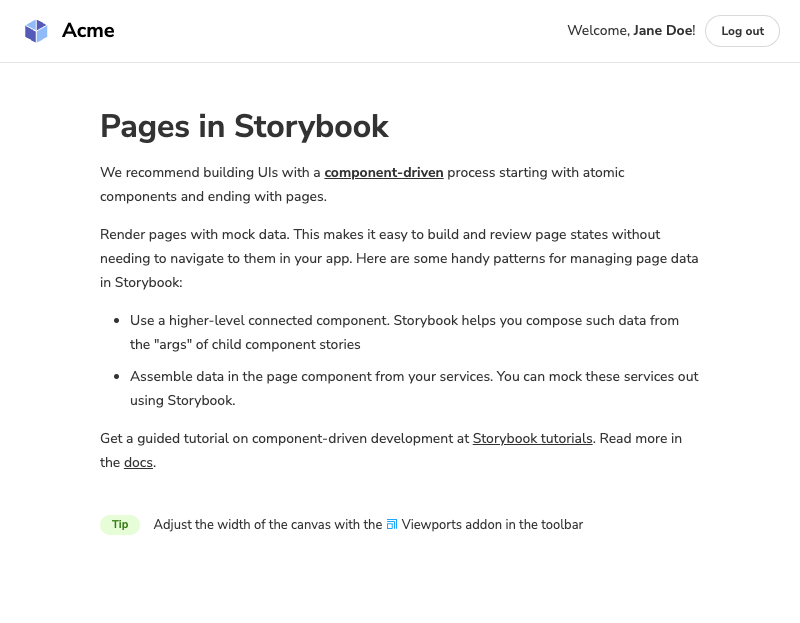 Acme
Welcome, Jane Doe!
Log out
Pages in Storybook
We recommend building UIs with a component-driven process starting with atomic
components and ending with pages.
Render pages with mock data. This makes it easy to build and review page states without
needing to navigate to them in your app. Here are some handy patterns for managing page data
in Storybook:
Use a higher-level connected component. Storybook helps you compose such data from
the "args" of child component stories
Assemble data in the page component from your services. You can mock these services out
using Storybook.
Get a guided tutorial on component-driven development at Storybook tutorials. Read more in
the docs.
Tip Adjust the width of the canvas with the Viewports addon in the toolbar